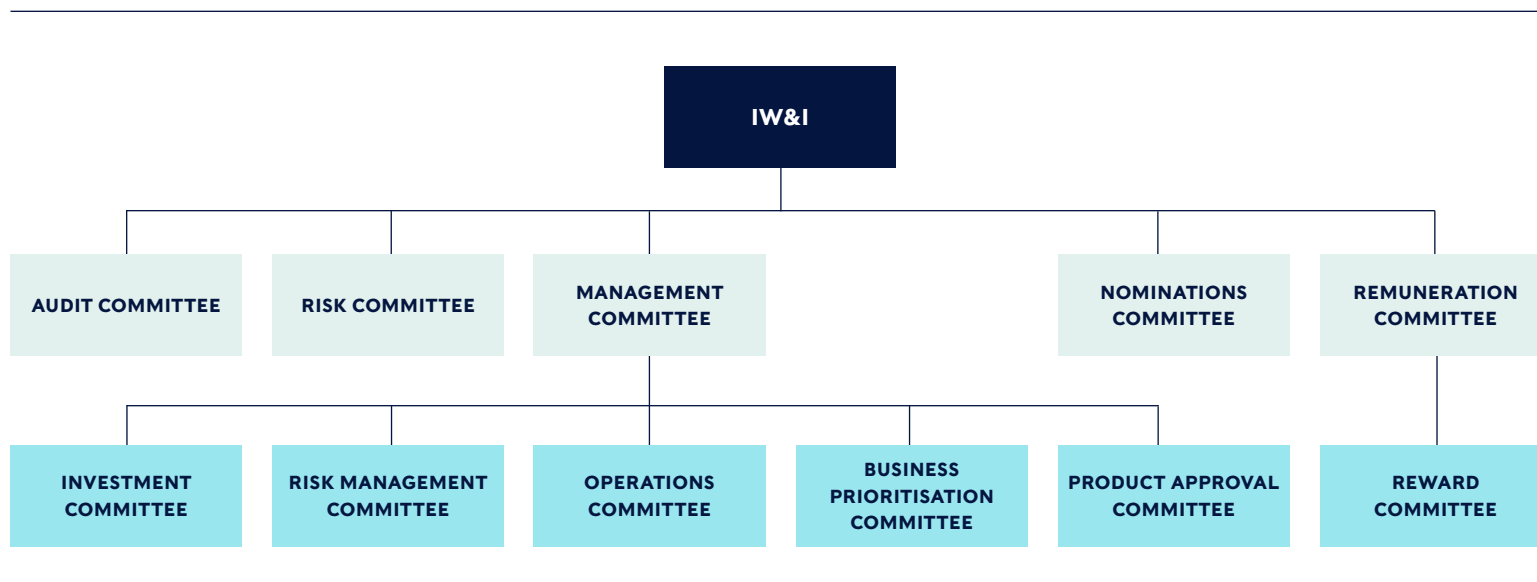 IW&I
AUDIT COMMITTEE
RISK COMMITTEE
MANAGEMENT
COMMITTEE
NOMINATIONS
COMMITTEE
REMUNERATION
COMMITTEE
INVESTMENT
COMMITTEE
RISK MANAGEMENT
COMMITTEE
OPERATIONS
COMMITTEE
BUSINESS
PRIORITISATION
COMMITTEE
PRODUCT APPROVAL
COMMITTEE
REWARD
COMMITTEE